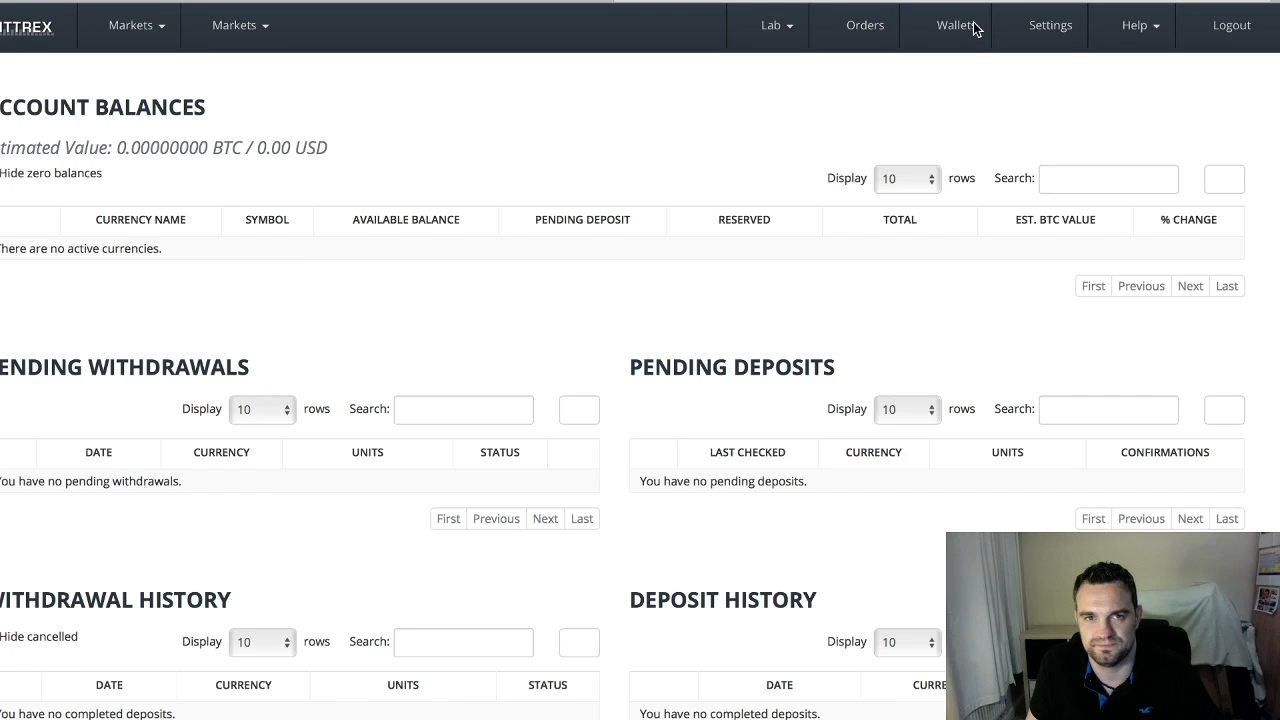 ITTREX Markets Markets Lab Orders Wallets Settings Help Logout
CCOUNT BALANCES
stimated Value: 0.00000000 BTC / 0.00 USD
Hide zero balances
Display 10 rows Search:
CURRENCY NAME SYMBOL AVAILABLE BALANCE PENDING DEPOSIT RESERVED TOTAL EST. BTC VALUE % CHANGE
There are no active currencies.
First Previous Next Last
ENDING WITHDRAWALS
Display 10 rows Search:
DATE CURRENCY UNITS STATUS
You have no pending withdrawals.
First Previous Next Last
PENDING DEPOSITS
Display 10 rows Search:
LAST CHECKED CURRENCY UNITS CONFIRMATIONS
You have no pending deposits.
First Previous Next Last
WITHDRAWAL HISTORY
Hide cancelled
Display 10 rows Search:
DATE CURRENCY UNITS STATUS
You have no completed deposits.
DEPOSIT HISTORY
Display 10
DATE CURRE
You have no completed deposits.